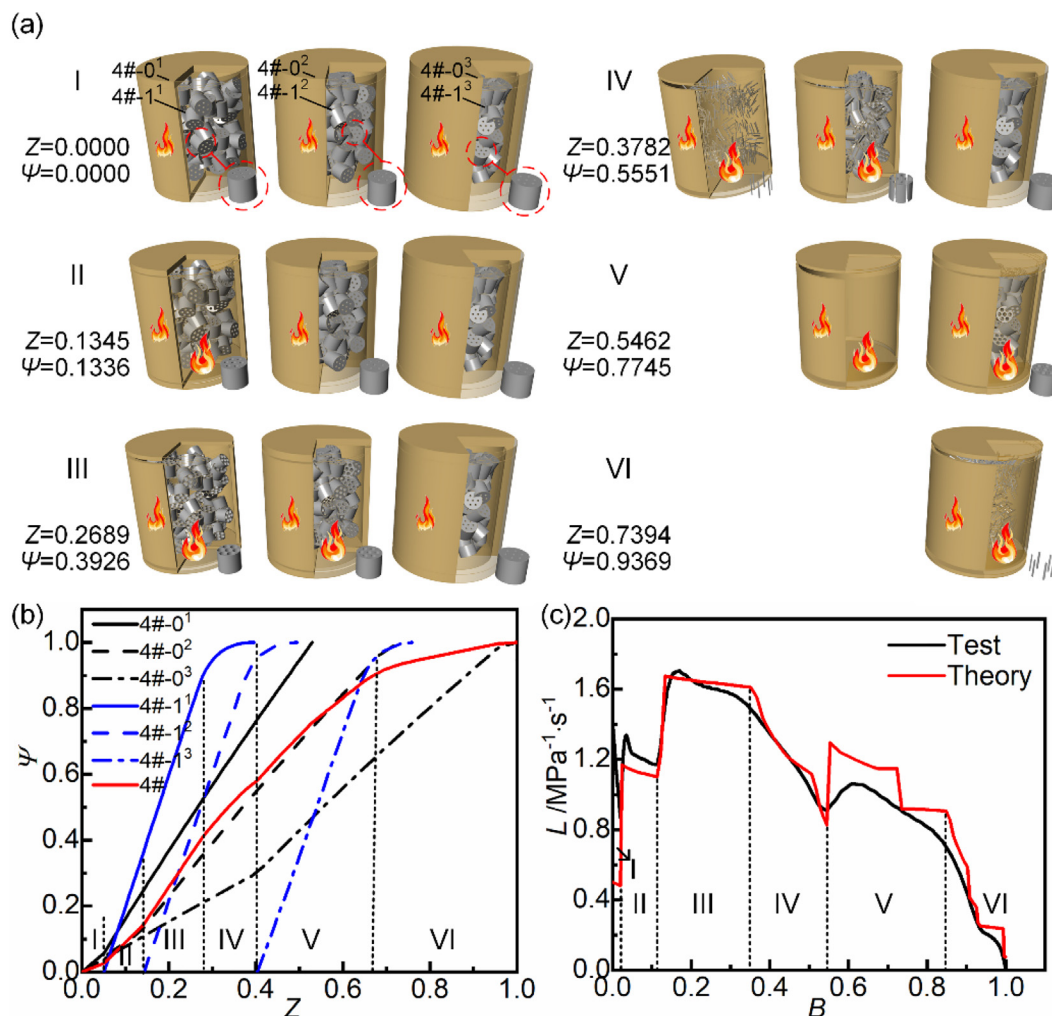 (a)
I
4#-0¹
4#-1¹
4#-0²
4#-1²
4#-0³
4#-1³
Z=0.0000
Ψ=0.0000
IV
Z=0.3782
Ψ=0.5551
II
Z=0.1345
Ψ=0.1336
V
Z=0.5462
Ψ=0.7745
III
Z=0.2689
Ψ=0.3926
VI
Z=0.7394
Ψ=0.9369
(b)
1.0
0.8
0.6
0.4
0.2
0.0
Ψ
4#-0¹
4#-0²
4#-0³
4#-1¹
4#-1²
4#-1³
4#
I
II
III
IV
V
VI
0.0 0.2 0.4 0.6 0.8 1.0
Z
(c)
2.0
1.6
1.2
0.8
0.4
0.0
L /MPa⁻¹·s⁻¹
Test
Theory
I
II
III
IV
V
VI
0.0 0.2 0.4 0.6 0.8 1.0
B